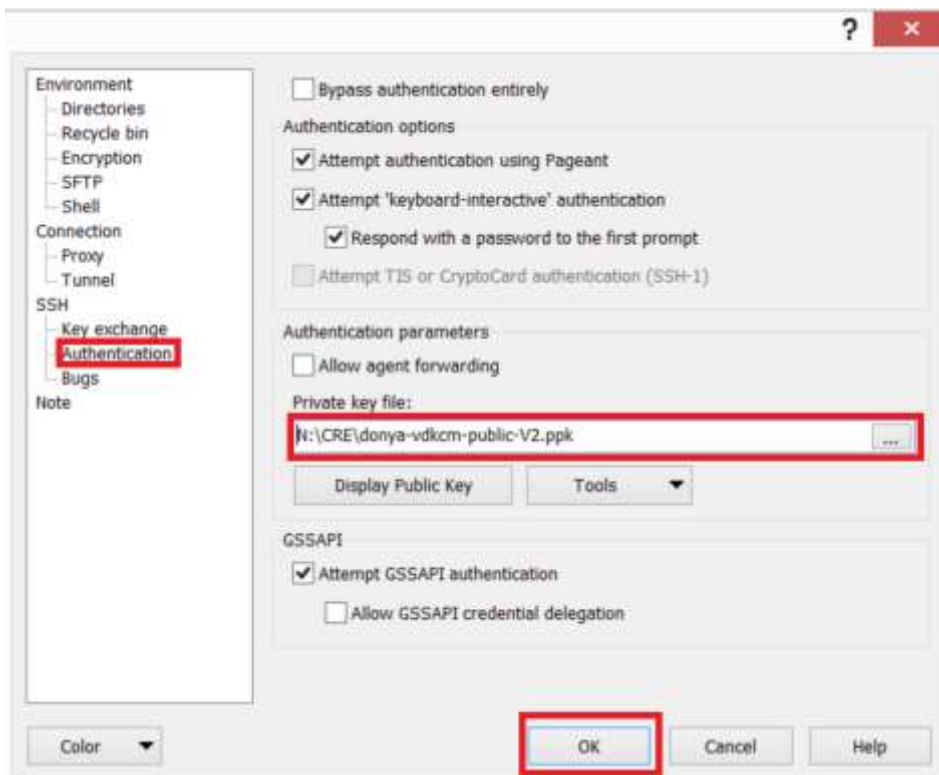 ?
Environment
Directories
Recycle bin
Encryption
SFTP
Shell
Connection
Proxy
Tunnel
SSH
Key exchange
Authentication
Bugs
Note
Bypass authentication entirely
Authentication options
Attempt authentication using Pageant
Attempt 'keyboard-interactive' authentication
Respond with a password to the first prompt
Attempt TIS or CryptoCard authentication (SSH-1)
Authentication parameters
Allow agent forwarding
Private key file:
N:\CRE\donya-vdkcm-public-V2.ppk
...
Display Public Key
Tools
GSSAPI
Attempt GSSAPI authentication
Allow GSSAPI credential delegation
Color
OK
Cancel
Help